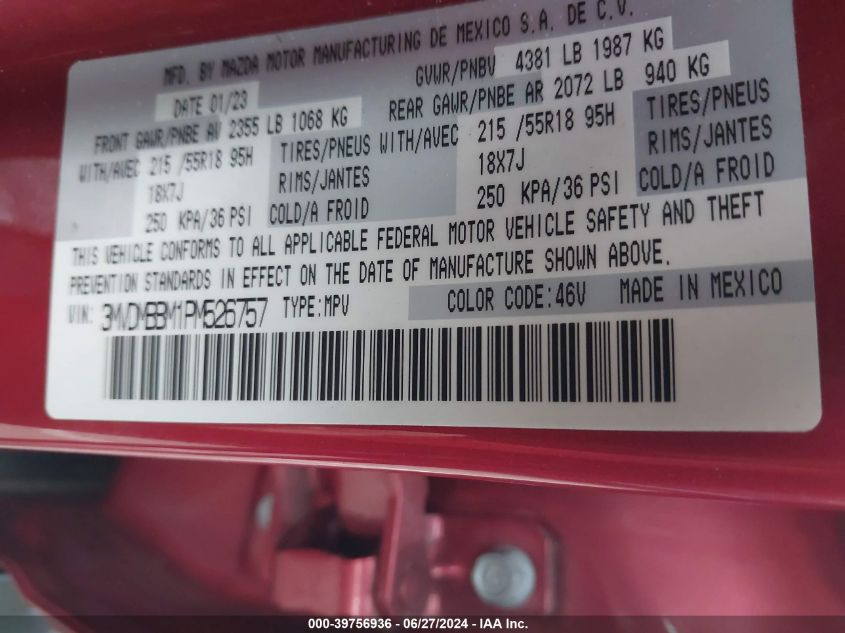 MFD. BY MAZDA MOTOR MANUFACTURING DE MEXICO S.A. DE C.V.
DATE 01/23 GVWR/PNBV 4381 LB 1987 KG
FRONT GAWR/PNBE AV 2355 LB 1068 KG REAR GAWR/PNBE AR 2072 LB 940 KG
WITH/AVEC 215 /55R18 95H TIRES/PNEUS WITH/AVEC 215 /55R18 95H TIRES/PNEUS
18X7J RIMS/JANTES 18X7J RIMS/JANTES
250 KPA/36 PSI COLD/A FROID 250 KPA/36 PSI COLD/A FROID
THIS VEHICLE CONFORMS TO ALL APPLICABLE FEDERAL MOTOR VEHICLE SAFETY AND THEFT
PREVENTION STANDARDS IN EFFECT ON THE DATE OF MANUFACTURE SHOWN ABOVE.
VIN: 3MVDMBBM1PM526757 TYPE:MPV COLOR CODE:46V MADE IN MEXICO
000-39756936 - 06/27/2024 - IAA Inc.